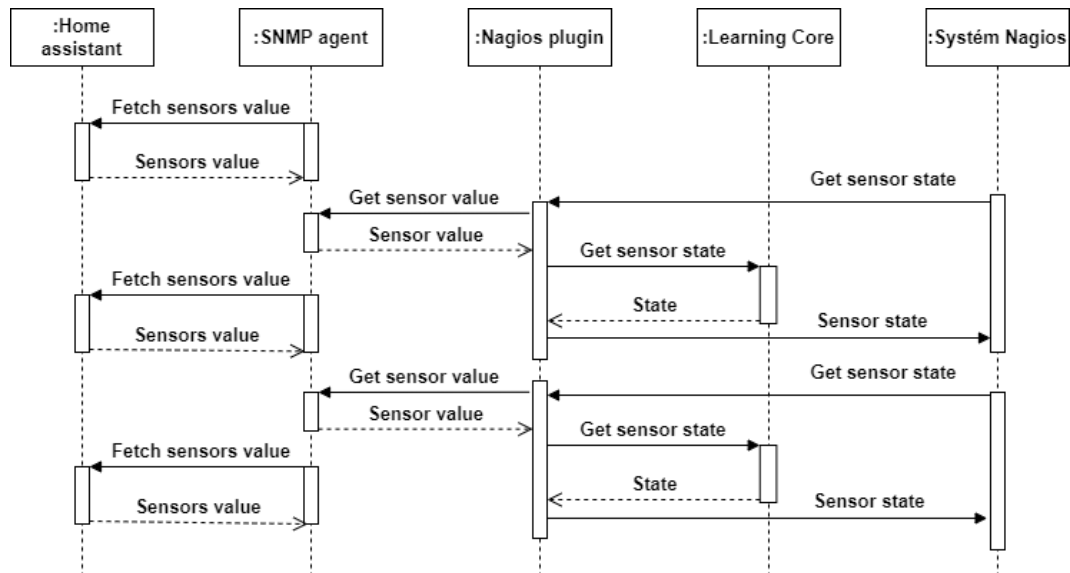 :Home
assistant
:SNMP agent
:Nagios plugin
:Learning Core
:Systém Nagios
Fetch sensors value
Sensors value
Get sensor state
Get sensor value
Sensor value
Get sensor state
Fetch sensors value
State
Sensor state
Sensors value
Get sensor value
Get sensor state
Sensor value
Get sensor state
Fetch sensors value
State
Sensors value
Sensor state